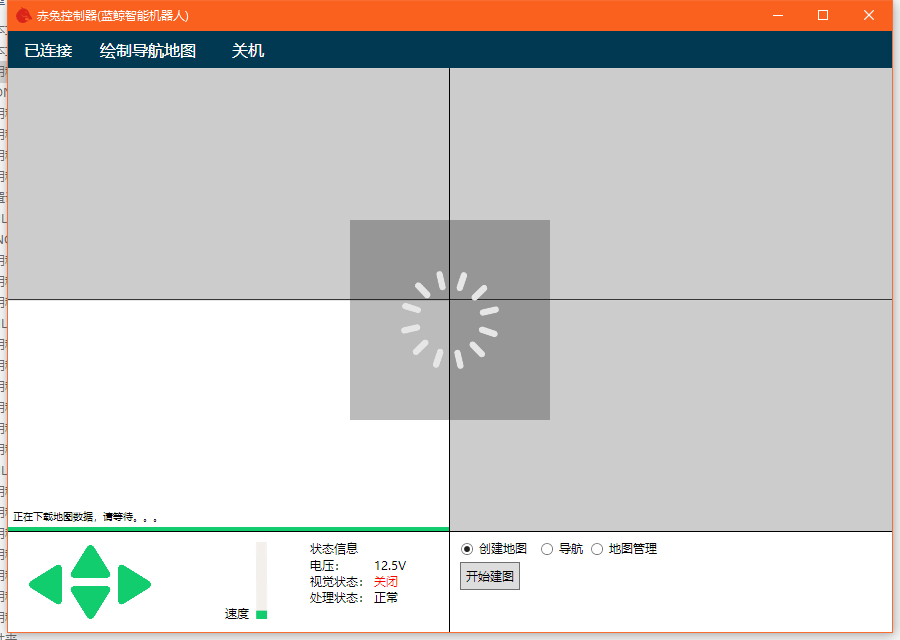 赤兔控制器(蓝鲸智能机器人)
已连接 绘制导航地图 关机
正在下载地图数据，请等待。。。
速度
状态信息
电压： 12.5V
视觉状态： 关闭
处理状态： 正常
创建地图 导航 地图管理
开始建图